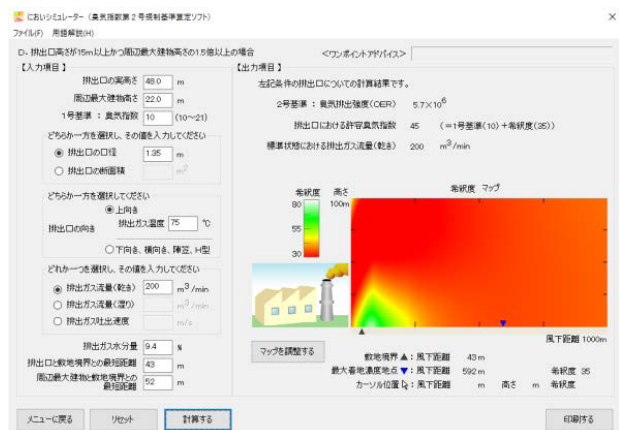 においシミュレーター（臭気指数第２号規制基準算定ソフト）
ファイル(F) 用語解説(H)
D．排出口高さが15m以上かつ周辺最大建物高さの1.5倍以上の場合
<ワンポイントアドバイス>
【入力項目】
排出口の実高さ 48.0 m
周辺最大建物高さ 22.0 m
1号基準 ： 臭気指数 10 (10～21)
どちらか一方を選択し、その値を入力してください
排出口の口径 1.35 m
排出口の断面積 m2
どちらか一方を選択してください
上向き
排出口の向き 排出ガス温度 75 ℃
下向き、横向き、陣笠、H型
どれか一つを選択し、その値を入力してください
排出ガス流量(乾き) 200 m3/min
排出ガス流量(湿り) m3/min
排出ガス吐出速度 m/s
排出ガス水分量 9.4 %
排出口と敷地境界との最短距離 43 m
周辺最大建物と敷地境界との最短距離 52 m
【出力項目】
左記条件の排出口についての計算結果です。
2号基準 ： 臭気排出強度(OER) 5.7×106
排出口における許容臭気指数 45 (＝1号基準(10)＋希釈度(35))
標準状態における排出ガス流量(乾き) 200 m3/min
希釈度 高さ 希釈度 マップ
80 100m
55
30
風下距離 1000m
マップを調整する
敷地境界▲：風下距離 43 m
最大着地濃度地点▼：風下距離 592 m 希釈度 35
カーソル位置：風下距離 m 高さ m 希釈度
メニューに戻る リセット 計算する 印刷する